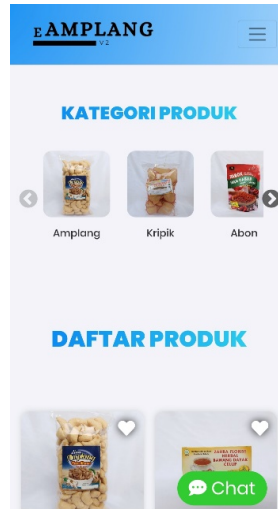 EAMPLANG
V2
KATEGORI PRODUK
Amplang Kripik Abon
DAFTAR PRODUK
Chat